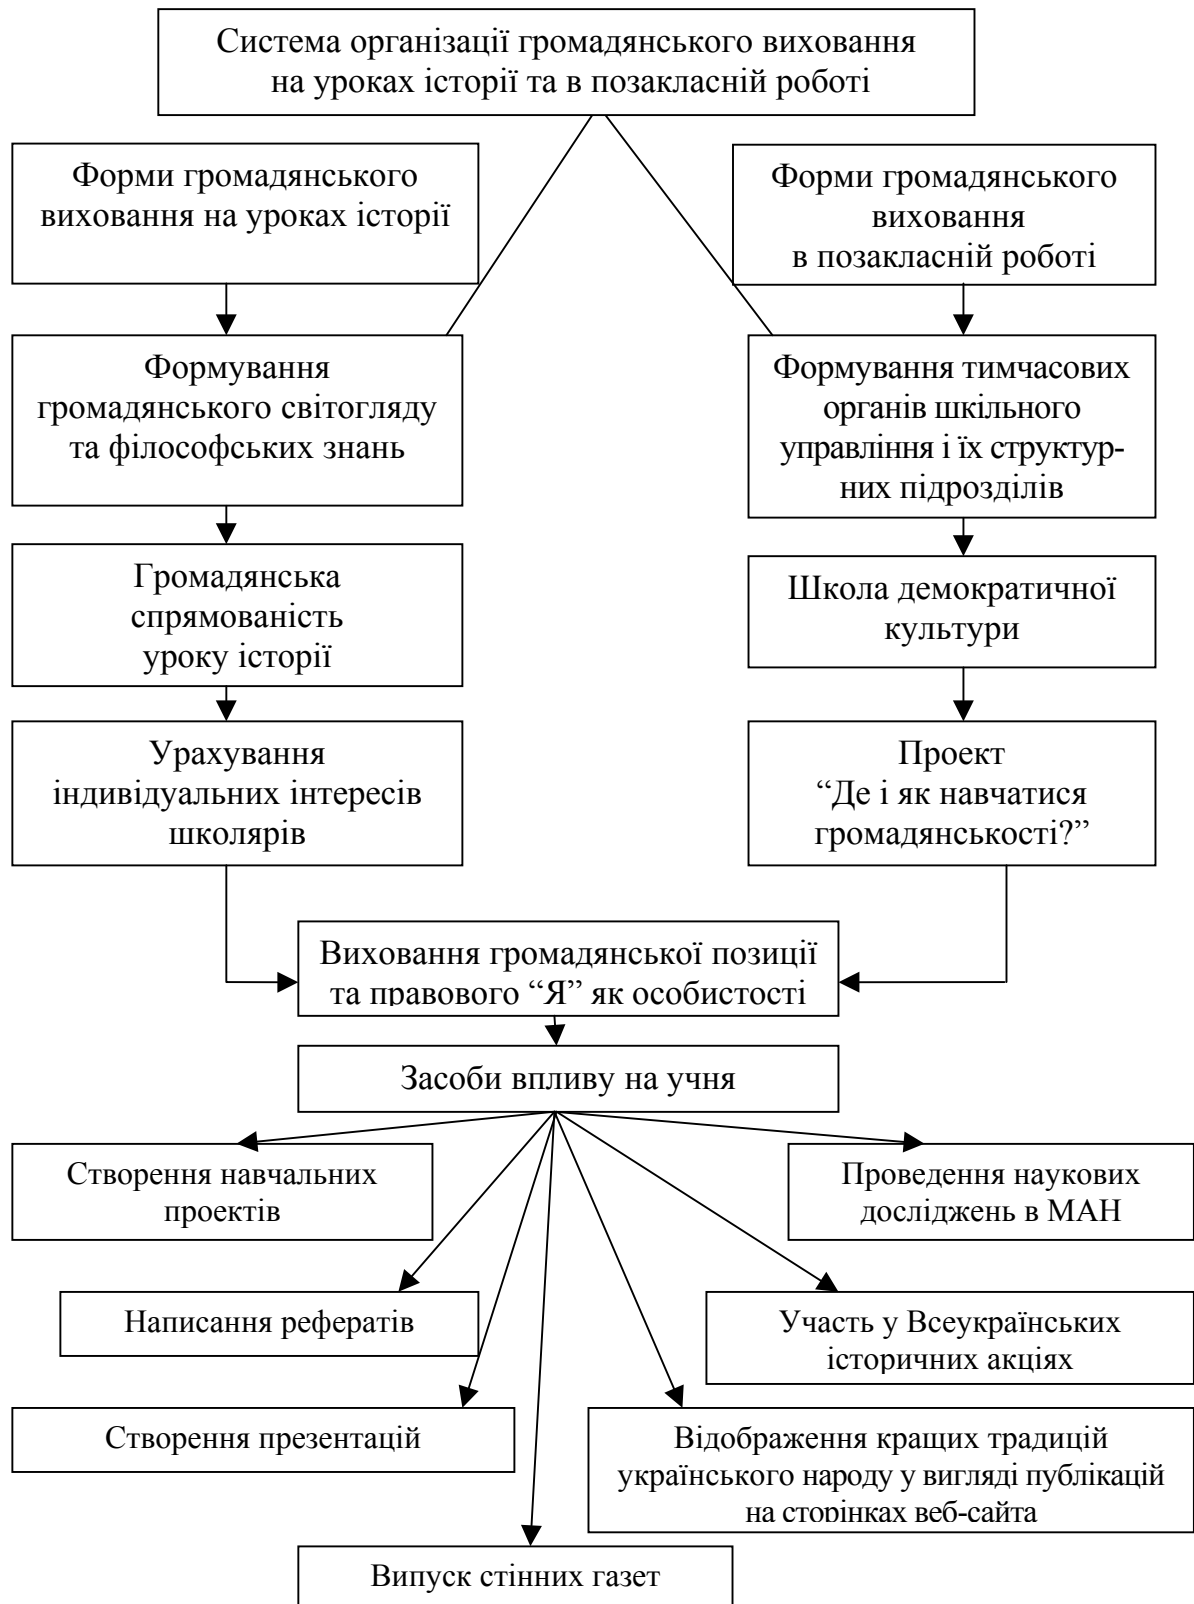 Система організації громадянського виховання
на уроках історії та в позакласній роботі
Форми громадянського
виховання на уроках історії
Форми громадянського
виховання
в позакласній роботі
Формування
громадянського світогляду
та філософських знань
Формування тимчасових
органів шкільного
управління і їх структур-
них підрозділів
Громадянська
спрямованість
уроку історії
Школа демократичної
культури
Урахування
індивідуальних інтересів
школярів
Проект
“Де і як навчатися
громадянськості?”
Виховання громадянської позиції
та правового “Я” як особистості
Засоби впливу на учня
Створення навчальних
проектів
Проведення наукових
досліджень в МАН
Написання рефератів
Участь у Всеукраїнських
історичних акціях
Створення презентацій
Відображення кращих традицій
українського народу у вигляді публікацій
на сторінках веб-сайта
Випуск стінних газет